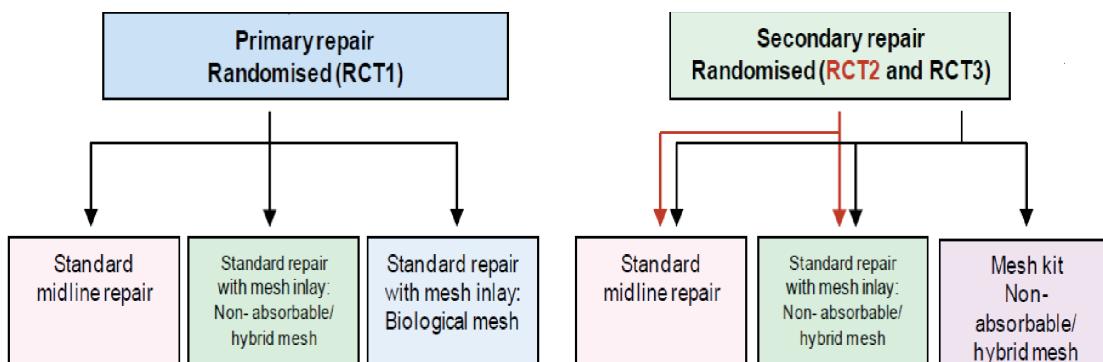 Primary repair
Randomised (RCT1)
Secondary repair
Randomised (RCT2 and RCT3)
Standard
midline repair
Standard repair
with mesh inlay:
Non- absorbable/
hybrid mesh
Standard repair
with mesh inlay:
Biological mesh
Standard
midline repair
Standard repair
with mesh inlay:
Non- absorbable/
hybrid mesh
Mesh kit
Non-
absorbable/
hybrid mesh